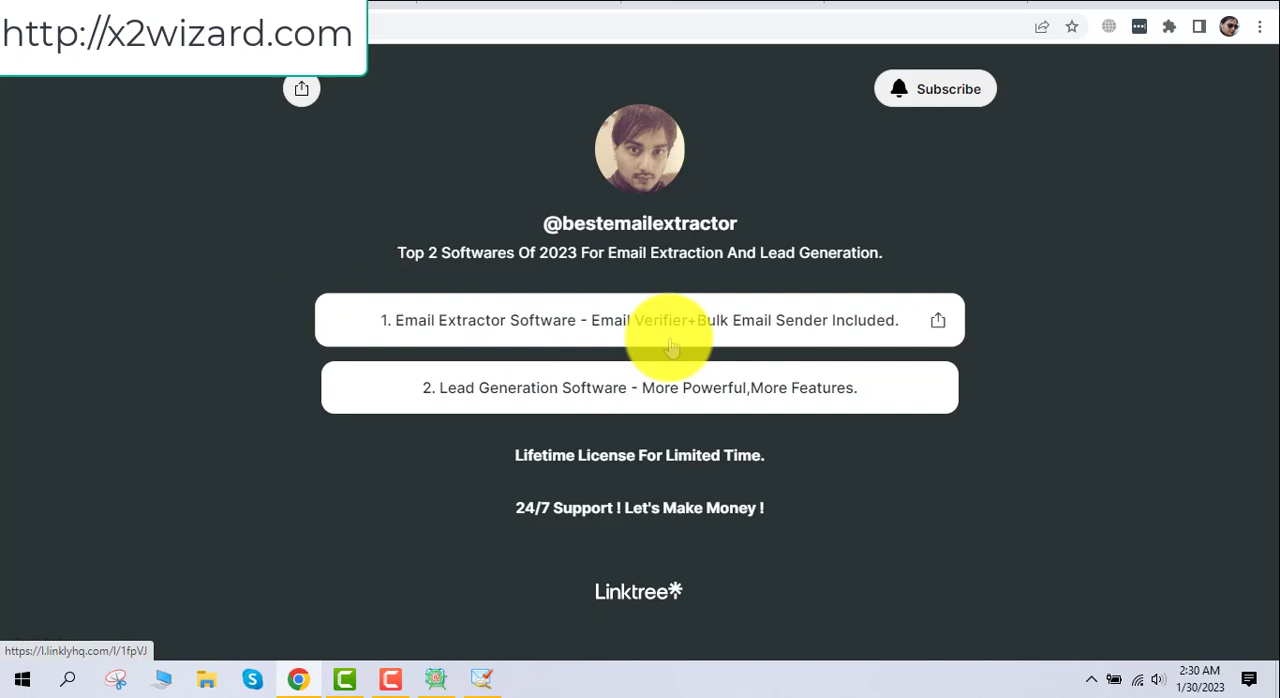 http://x2wizard.com
Subscribe
@bestemailextractor
Top 2 Softwares Of 2023 For Email Extraction And Lead Generation.
1. Email Extractor Software - Email Verifier+Bulk Email Sender Included.
2. Lead Generation Software - More Powerful,More Features.
Lifetime License For Limited Time.
24/7 Support ! Let's Make Money !
Linktree
https://l.linklyhq.com/l/1fpVJ
2:30 AM
1/30/2023